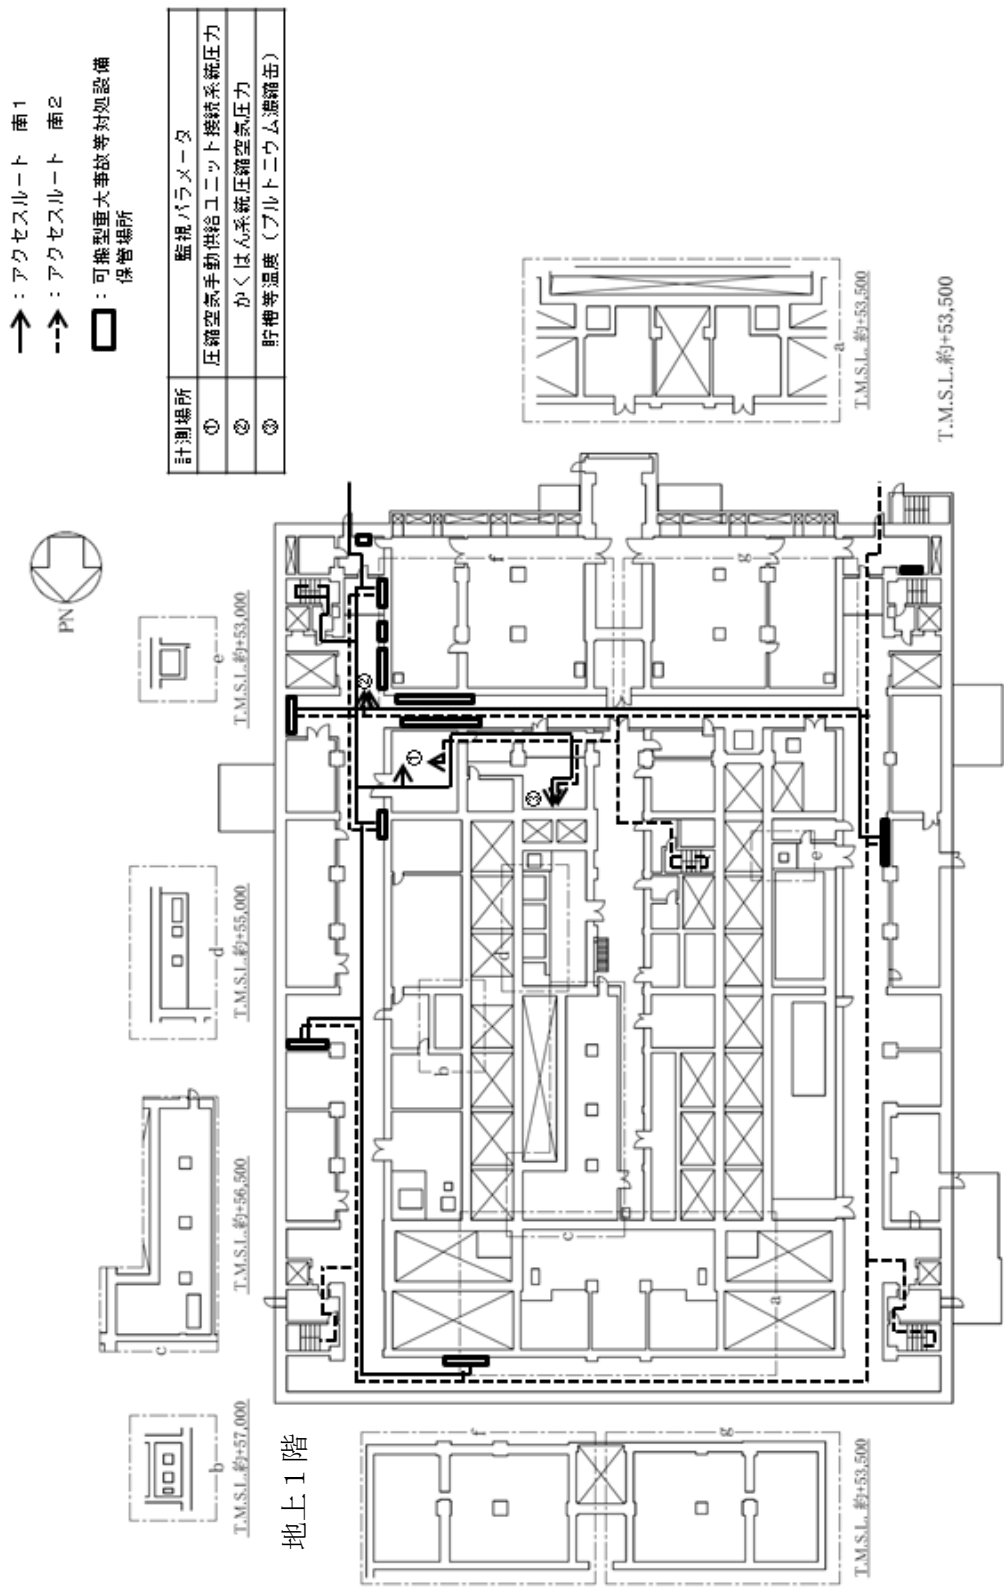 ：アクセスルート　南1
：アクセスルート　南2
：可搬型重大事故等対処設備
保管場所
計測場所　監視パラメータ
①　圧縮空気手動供給ユニット接続系統圧力
②　かくはん系統圧縮空気圧力
③　貯槽等温度（プルトニウム濃縮缶）
PN
e
T.M.S.L.約+53,000
d
T.M.S.L.約+55,000
c
T.M.S.L.約+56,500
b
T.M.S.L.約+57,000
地上1階
a
T.M.S.L. 約+53,500
T.M.S.L.約+53,500
f
g
②
①
③
e
d
b
c
a
f
g
T.M.S.L. 約+53,500